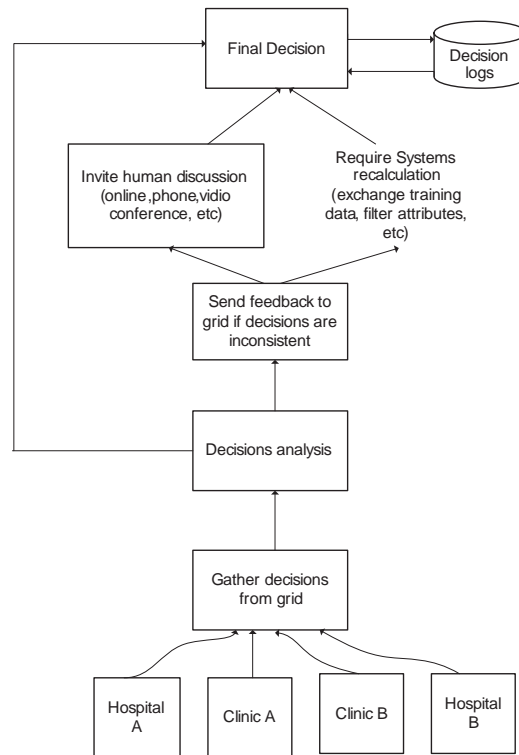 Final Decision
Decision
logs
Invite human discussion
(online ,phone,vidio
conference, etc)
Require Systems
recalculation
(exchange training
data, filter attributes,
etc)
Send feedback to
grid if decisions are
inconsistent
Decisions analysis
Gather decisions
from grid
Hospital
A
Clinic A
Clinic B
Hospital
B